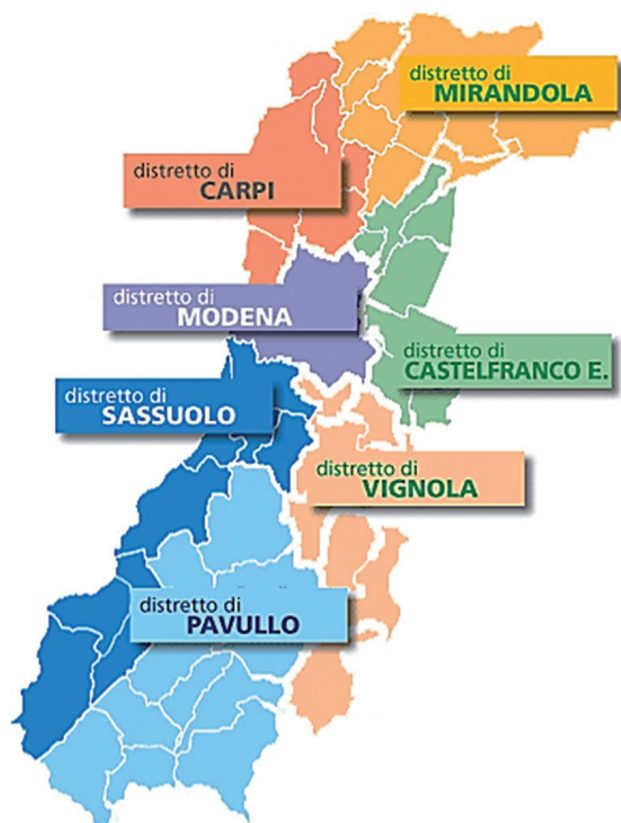 distretto di
MIRANDOLA
distretto di
CARPI
distretto di
MODENA
distretto di
CASTELFRANCO E.
distretto di
SASSUOLO
distretto di
VIGNOLA
distretto di
PAVULLO